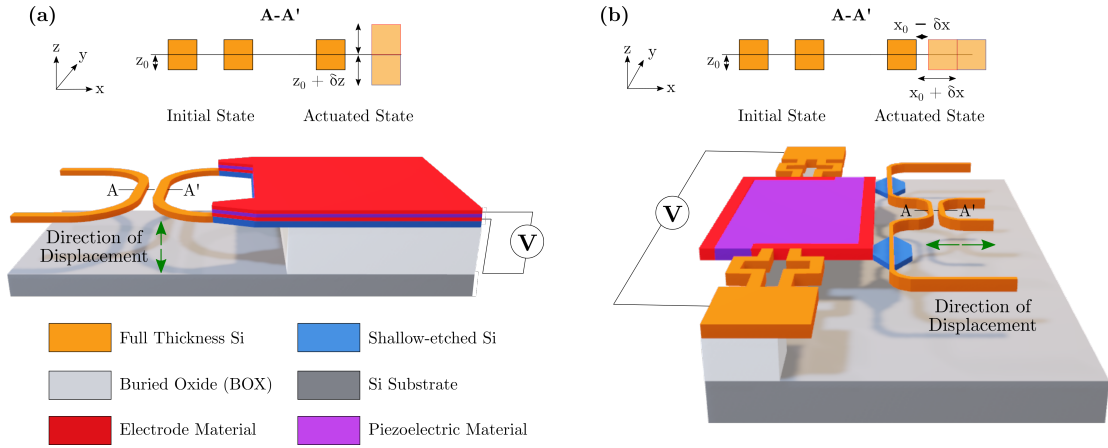 (a)
A-A'
z
y
x
z₀
z₀ + δz
Initial State
Actuated State
A
A'
Direction of
Displacement
V
Full Thickness Si
Shallow-etched Si
Buried Oxide (BOX)
Si Substrate
Electrode Material
Piezoelectric Material
(b)
A-A'
x₀ − δx
z
y
x
z₀
x₀ + δx
Initial State
Actuated State
V
A
A'
Direction of
Displacement